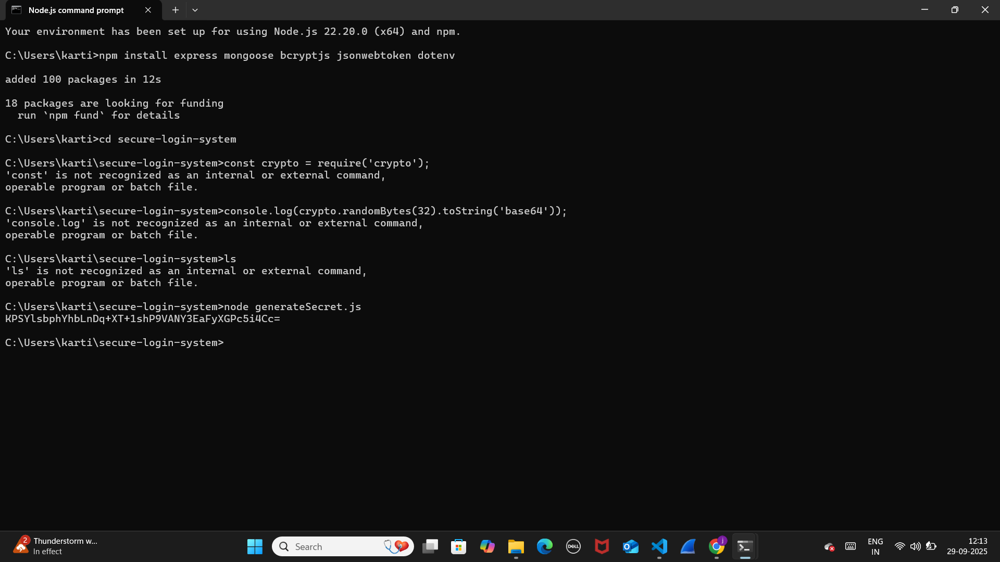 Node.js command prompt
Your environment has been set up for using Node.js 22.20.0 (x64) and npm.
C:\Users\karti>npm install express mongoose bcryptjs jsonwebtoken dotenv
added 100 packages in 12s
18 packages are looking for funding
  run `npm fund` for details
C:\Users\karti>cd secure-login-system
C:\Users\karti\secure-login-system>const crypto = require('crypto');
'const' is not recognized as an internal or external command,
operable program or batch file.
C:\Users\karti\secure-login-system>console.log(crypto.randomBytes(32).toString('base64'));
'console.log' is not recognized as an internal or external command,
operable program or batch file.
C:\Users\karti\secure-login-system>ls
'ls' is not recognized as an internal or external command,
operable program or batch file.
C:\Users\karti\secure-login-system>node generateSecret.js
KPSYlsbphYhbLnDq+XT+1shP9VANY3EaFyXGPc5i4Cc=
C:\Users\karti\secure-login-system>
2
Thunderstorm w...
In effect
Search
DELL
j
ENG
IN
12:13
29-09-2025